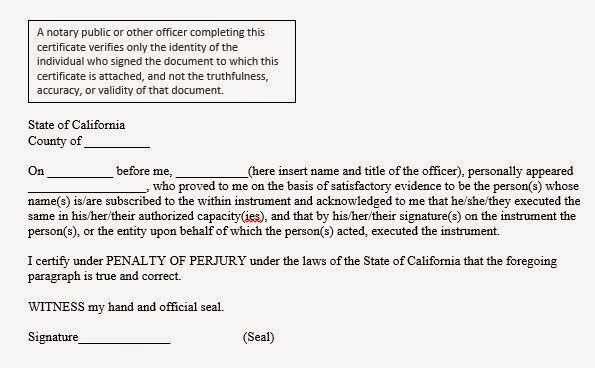 A notary public or other officer completing this
certificate verifies only the identity of the
individual who signed the document to which this
certificate is attached, and not the truthfulness,
accuracy, or validity of that document.
State of California
County of __________
On __________ before me, ___________(here insert name and title of the officer), personally appeared
__________________, who proved to me on the basis of satisfactory evidence to be the person(s) whose
name(s) is/are subscribed to the within instrument and acknowledged to me that he/she/they executed the
same in his/her/their authorized capacity(ies), and that by his/her/their signature(s) on the instrument the
person(s), or the entity upon behalf of which the person(s) acted, executed the instrument.
I certify under PENALTY OF PERJURY under the laws of the State of California that the foregoing
paragraph is true and correct.
WITNESS my hand and official seal.
Signature______________ (Seal)